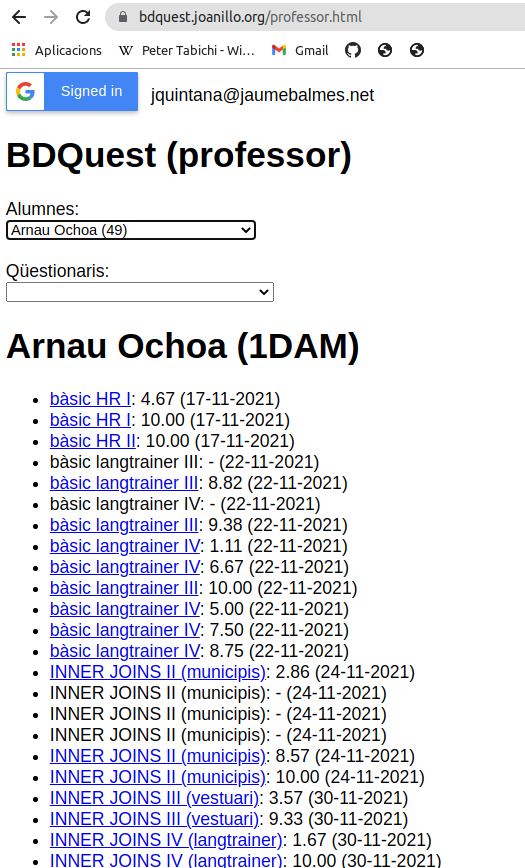 bdquest.joanillo.org/professor.html
Aplicacions Peter Tabichi - Wi... Gmail
Signed in jquintana@jaumebalmes.net
BDQuest (professor)
Alumnes:
Arnau Ochoa (49)
Qüestionaris:
Arnau Ochoa (1DAM)
bàsic HR I: 4.67 (17-11-2021)
bàsic HR I: 10.00 (17-11-2021)
bàsic HR II: 10.00 (17-11-2021)
bàsic langtrainer III: - (22-11-2021)
bàsic langtrainer III: 8.82 (22-11-2021)
bàsic langtrainer IV: - (22-11-2021)
bàsic langtrainer III: 9.38 (22-11-2021)
bàsic langtrainer IV: 1.11 (22-11-2021)
bàsic langtrainer IV: 6.67 (22-11-2021)
bàsic langtrainer III: 10.00 (22-11-2021)
bàsic langtrainer IV: 5.00 (22-11-2021)
bàsic langtrainer IV: 7.50 (22-11-2021)
bàsic langtrainer IV: 8.75 (22-11-2021)
INNER JOINS II (municipis): 2.86 (24-11-2021)
INNER JOINS II (municipis): - (24-11-2021)
INNER JOINS II (municipis): - (24-11-2021)
INNER JOINS II (municipis): - (24-11-2021)
INNER JOINS II (municipis): 8.57 (24-11-2021)
INNER JOINS II (municipis): 10.00 (24-11-2021)
INNER JOINS III (vestuari): 3.57 (30-11-2021)
INNER JOINS III (vestuari): 9.33 (30-11-2021)
INNER JOINS IV (langtrainer): 1.67 (30-11-2021)
INNER JOINS IV (langtrainer): 10.00 (30-11-2021)